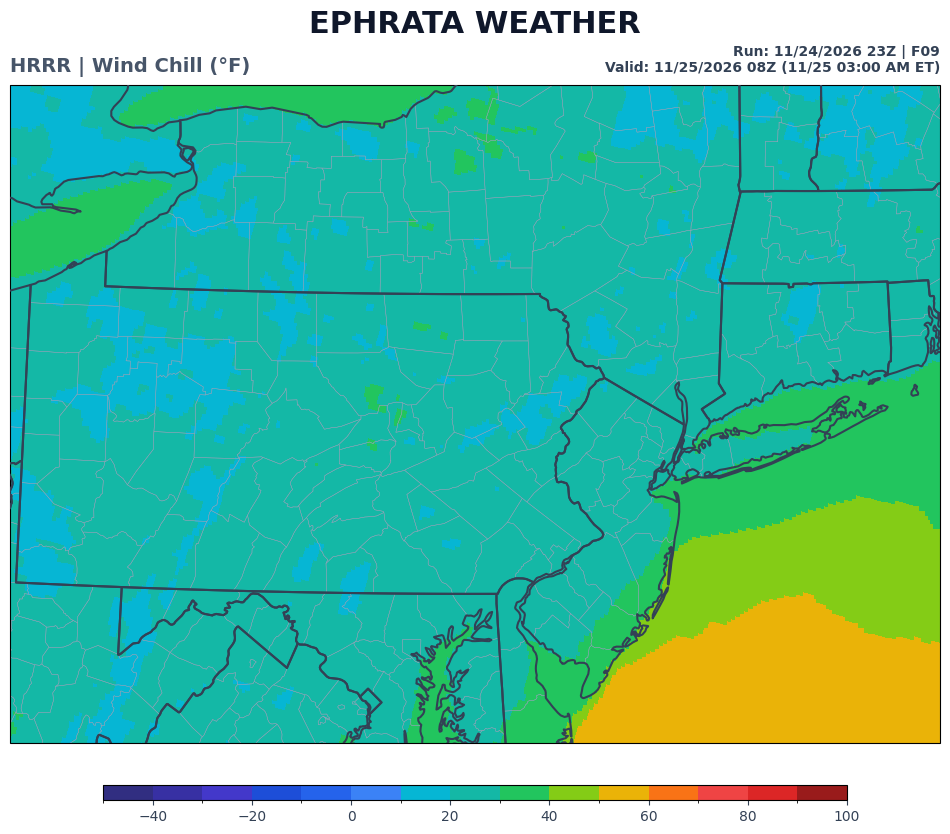 EPHRATA WEATHER
HRRR | Wind Chill (°F)
Run: 11/24/2026 23Z | F09
Valid: 11/25/2026 08Z (11/25 03:00 AM ET)
−40 −20 0 20 40 60 80 100